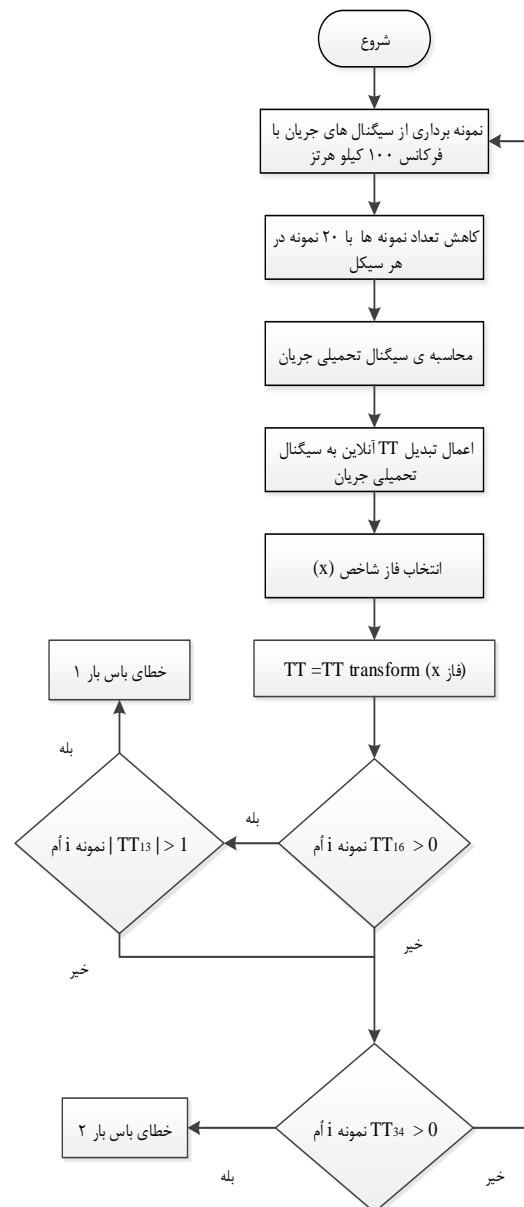 شروع
نمونه برداری از سیگنال های جریان با
فرکانس ۱۰۰ کیلو هرتز
کاهش تعداد نمونه ها با ۲۰ نمونه در
هر سیکل
محاسبه ی سیگنال تحمیلی جریان
اعمال تبدیل TT آنلاین به سیگنال
تحمیلی جریان
انتخاب فاز شاخص (x)
TT =TT transform (x فاز)
خطای باس بار ۱
بله
بله
| TT13 | > 1 نمونه i اُم
TT16 > 0 نمونه i اُم
خیر
خیر
TT34 > 0 نمونه i اُم
خطای باس بار ۲
بله
خیر